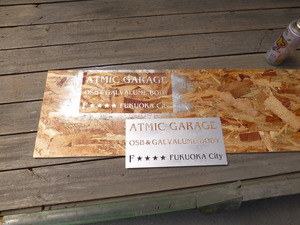 ATMIC GARAGE
OSB & GALVALUME BODY
F★★★★ FUKUOKA City
ATMIC GARAGE
OSB & GALVALUME BODY
F★★★★ FUKUOKA City